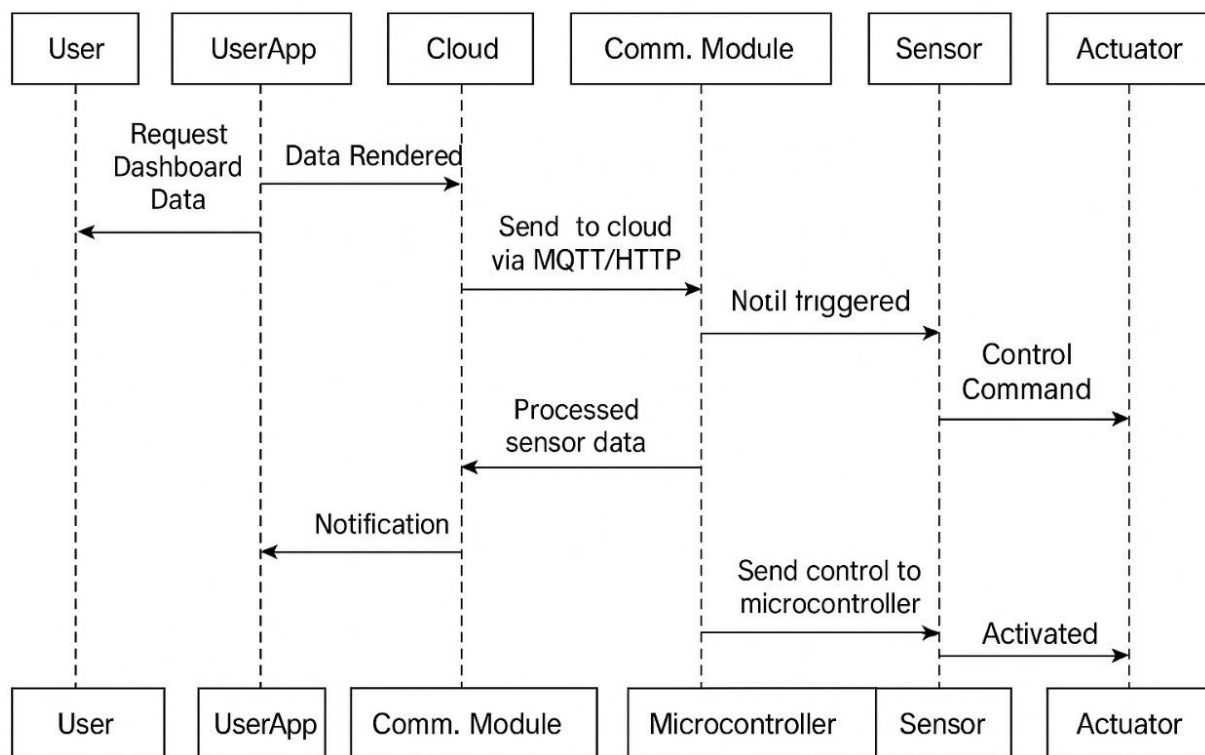 User
UserApp
Cloud
Comm. Module
Sensor
Actuator
Request
Dashboard
Data
Data Rendered
Send to cloud
via MQTT/HTTP
Notil triggered
Control
Command
Processed
sensor data
Notification
Send control to
microcontroller
Activated
User
UserApp
Comm. Module
Microcontroller
Sensor
Actuator